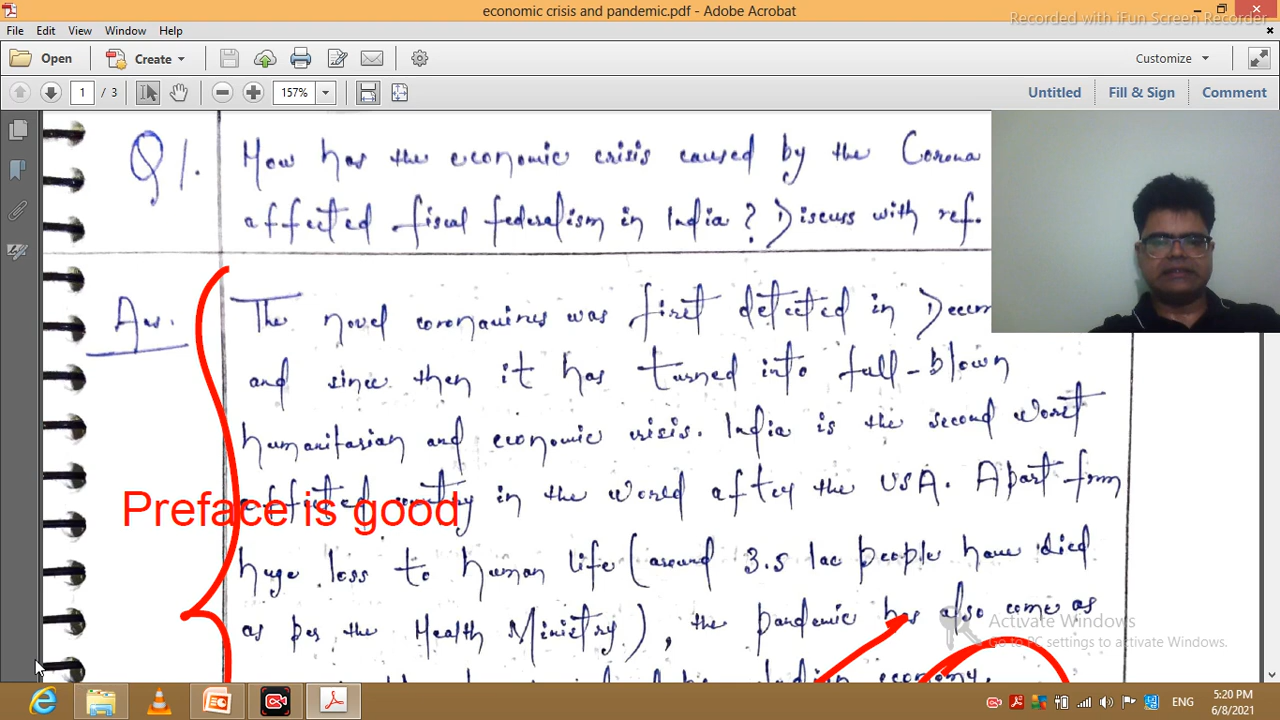 economic crisis and pandemic.pdf - Adobe Acrobat
Recorded with iFun Screen Recorder
File Edit View Window Help
Open Create Customize
1 / 3 157% Untitled Fill & Sign Comment
Q1. How has the economic crisis caused by the Corona
affected fiscal federalism in India? Discuss with ref.
Ans. The novel coronavirus was first detected in Decem
and since then it has turned into full-blown
humanitarian and economic crisis. India is the second worst
affected country in the world after the USA. Apart from
Preface is good
huge loss to human life (around 3.5 lac people have died
as per the Health Ministry), the pandemic has also come as
Activate Windows
Go to PC settings to activate Windows.
Indian economy.
ENG 5:20 PM
6/8/2021